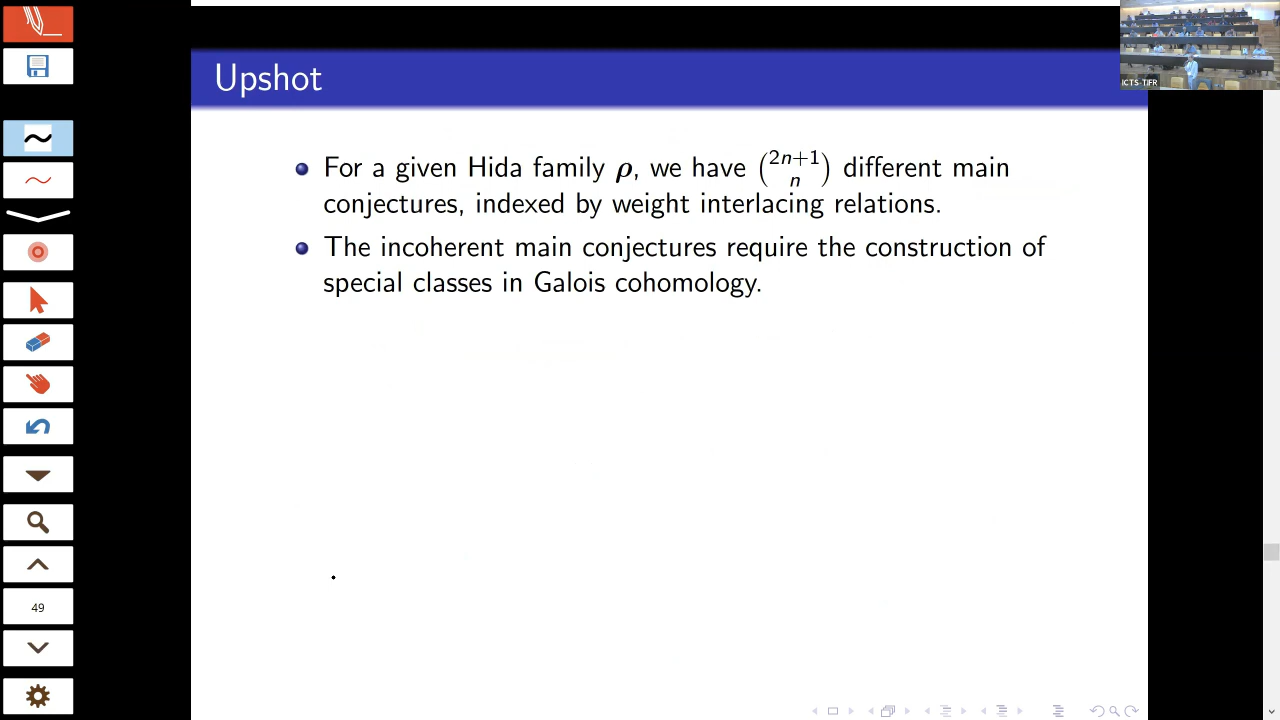 Upshot
For a given Hida family ρ, we have (2n+1 n) different main
conjectures, indexed by weight interlacing relations.
The incoherent main conjectures require the construction of
special classes in Galois cohomology.
ICTS-TIFR
49